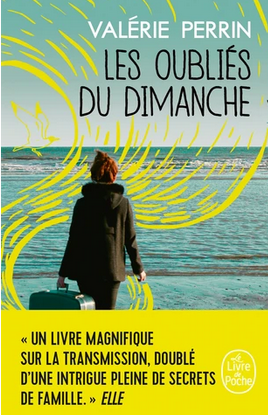 VALÉRIE PERRIN
LES OUBLIÉS
DU DIMANCHE
« UN LIVRE MAGNIFIQUE
SUR LA TRANSMISSION, DOUBLÉ
D'UNE INTRIGUE PLEINE DE SECRETS
DE FAMILLE. » ELLE
Le Livre
de Poche